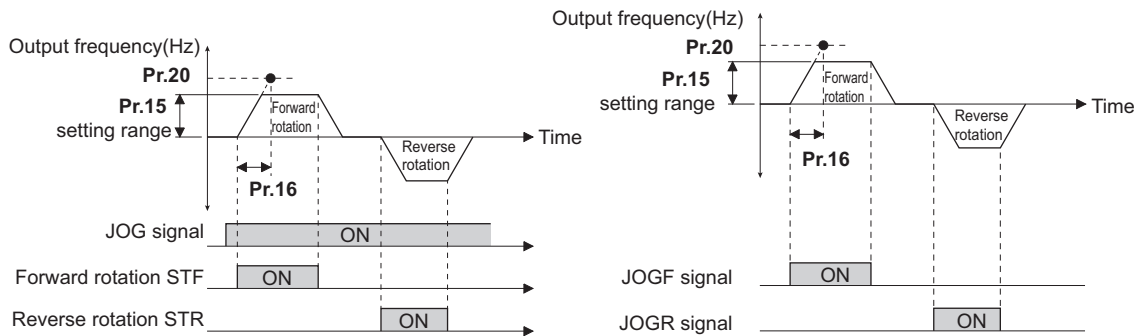 Output frequency(Hz)
Pr.20
Pr.15
setting range
Forward
rotation
Time
Reverse
rotation
Pr.16
JOG signal
ON
Forward rotation STF
ON
Reverse rotation STR
ON
Output frequency(Hz)
Pr.20
Pr.15
setting range
Forward
rotation
Time
Reverse
rotation
Pr.16
JOGF signal
ON
JOGR signal
ON